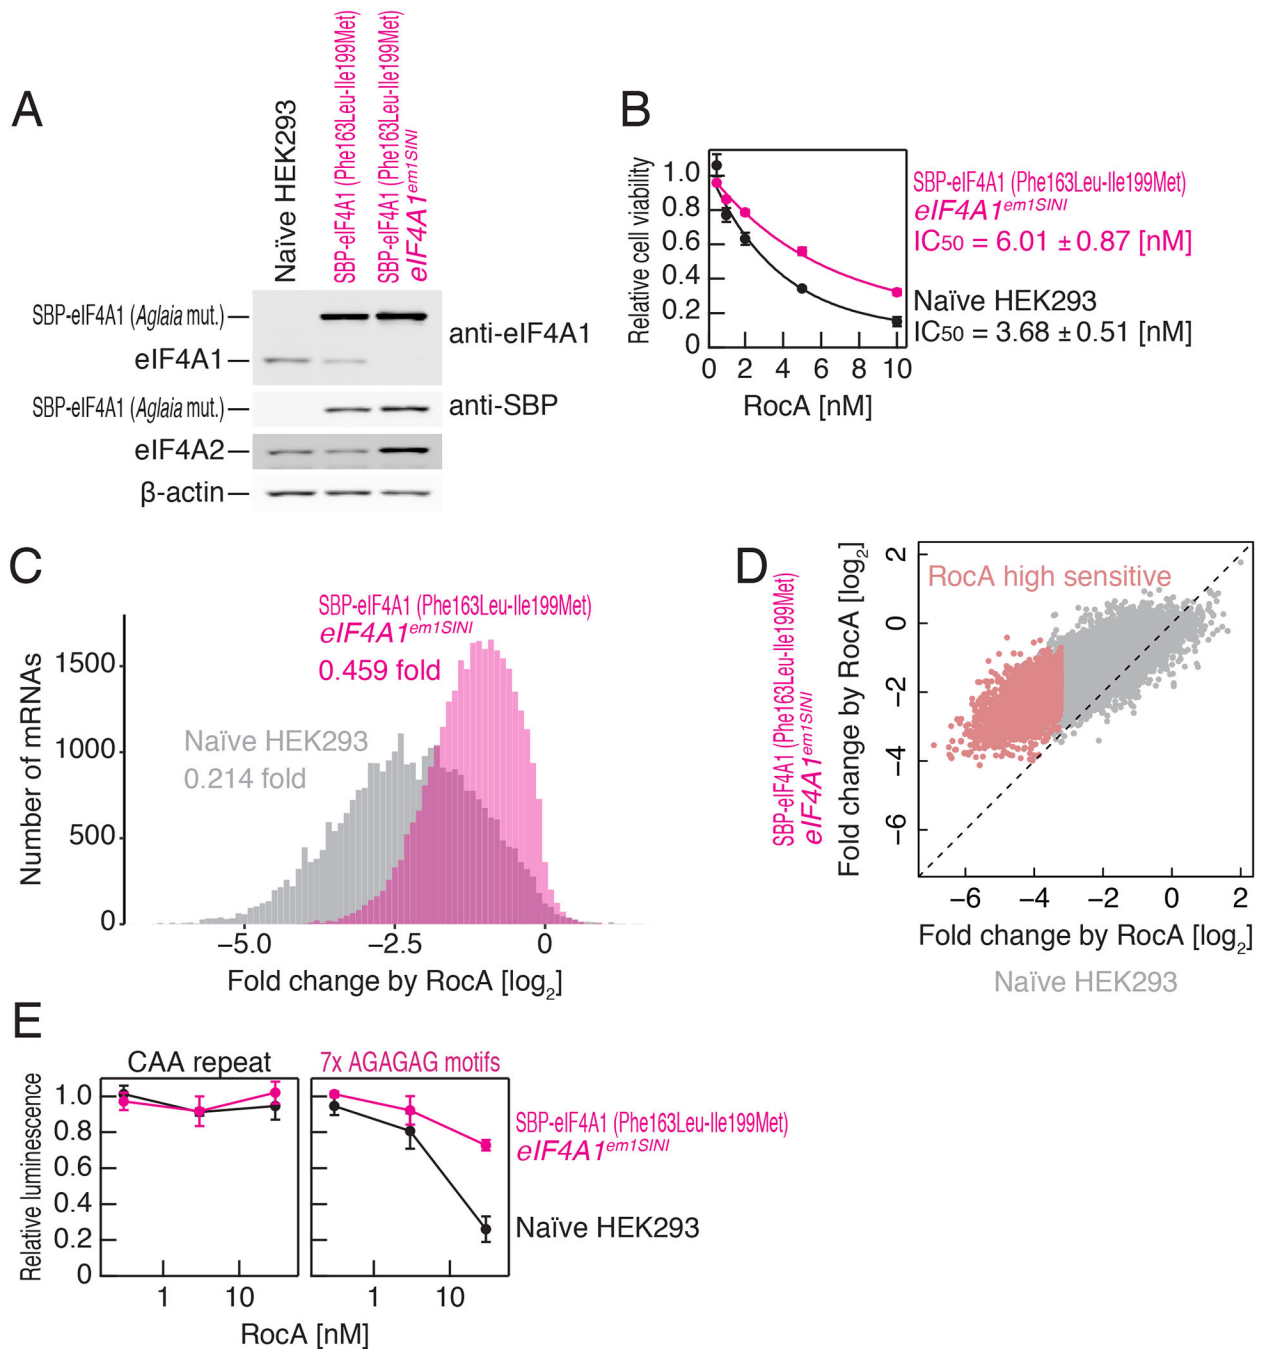 A
Naïve HEK293
SBP-eIF4A1 (Phe163Leu-Ile199Met)
SBP-eIF4A1 (Phe163Leu-Ile199Met)
eIF4A1em1SINI
SBP-eIF4A1 (Aglaia mut.)
eIF4A1
anti-eIF4A1
SBP-eIF4A1 (Aglaia mut.)
anti-SBP
eIF4A2
β-actin
B
Relative cell viability
1.0
0.8
0.6
0.4
0.2
0
0 2 4 6 8 10
RocA [nM]
SBP-eIF4A1 (Phe163Leu-Ile199Met)
eIF4A1em1SINI
IC50 = 6.01 ±0.87 [nM]
Naïve HEK293
IC50 = 3.68 ±0.51 [nM]
C
Number of mRNAs
1500
1000
500
0
SBP-eIF4A1 (Phe163Leu-Ile199Met)
eIF4A1em1SINI
0.459 fold
Naïve HEK293
0.214 fold
−5.0 −2.5 0
Fold change by RocA [log2]
D
SBP-eIF4A1 (Phe163Leu-Ile199Met)
eIF4A1em1SINI
Fold change by RocA [log2]
2
0
−2
−4
−6
RocA high sensitive
−6 −4 −2 0 2
Fold change by RocA [log2]
Naïve HEK293
E
Relative luminescence
CAA repeat
7x AGAGAG motifs
1.0
0.8
0.6
0.4
0.2
0
1 10
1 10
RocA [nM]
SBP-eIF4A1 (Phe163Leu-Ile199Met)
eIF4A1em1SINI
Naïve HEK293